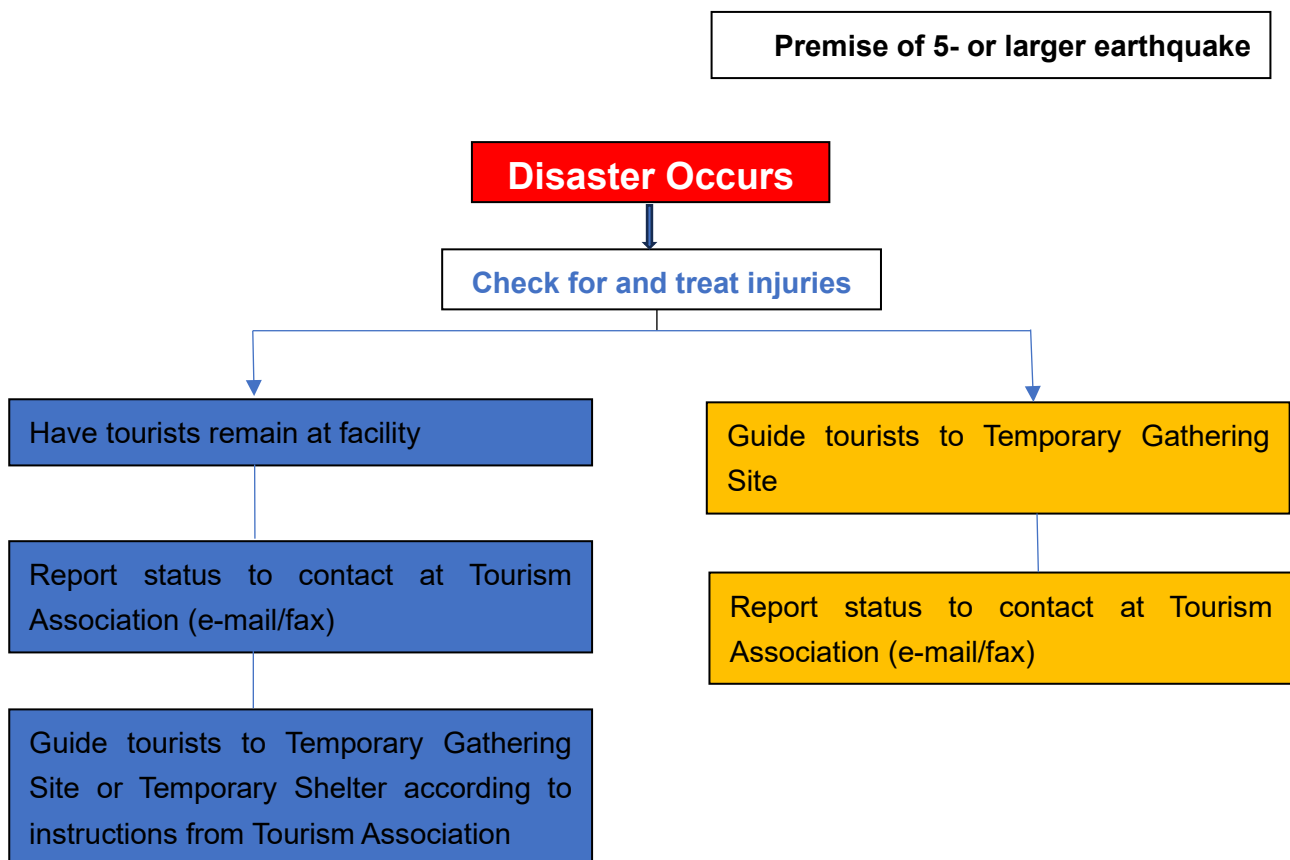 Premise of 5- or larger earthquake
Disaster Occurs
Check for and treat injuries
Have tourists remain at facility
Report status to contact at Tourism
Association (e-mail/fax)
Guide tourists to Temporary Gathering
Site or Temporary Shelter according to
instructions from Tourism Association
Guide tourists to Temporary Gathering
Site
Report status to contact at Tourism
Association (e-mail/fax)